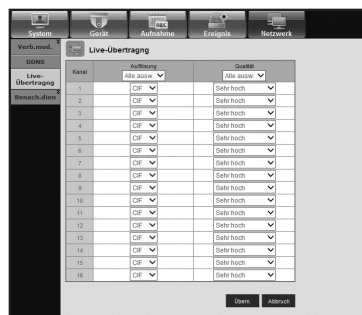 System Gerät Aufnahme Ereignis Netzwerk
REC
Verb.mod.
DDNS
Live-Übertragng
Benach.dien
Live-Übertragng
Kanal Auflösung Qualität
Alle ausw. Alle ausw.
1 CIF Sehr hoch
2 CIF Sehr hoch
3 CIF Sehr hoch
4 CIF Sehr hoch
5 CIF Sehr hoch
6 CIF Sehr hoch
7 CIF Sehr hoch
8 CIF Sehr hoch
9 CIF Sehr hoch
10 CIF Sehr hoch
11 CIF Sehr hoch
12 CIF Sehr hoch
13 CIF Sehr hoch
14 CIF Sehr hoch
15 CIF Sehr hoch
16 CIF Sehr hoch
Übern. Abbruch